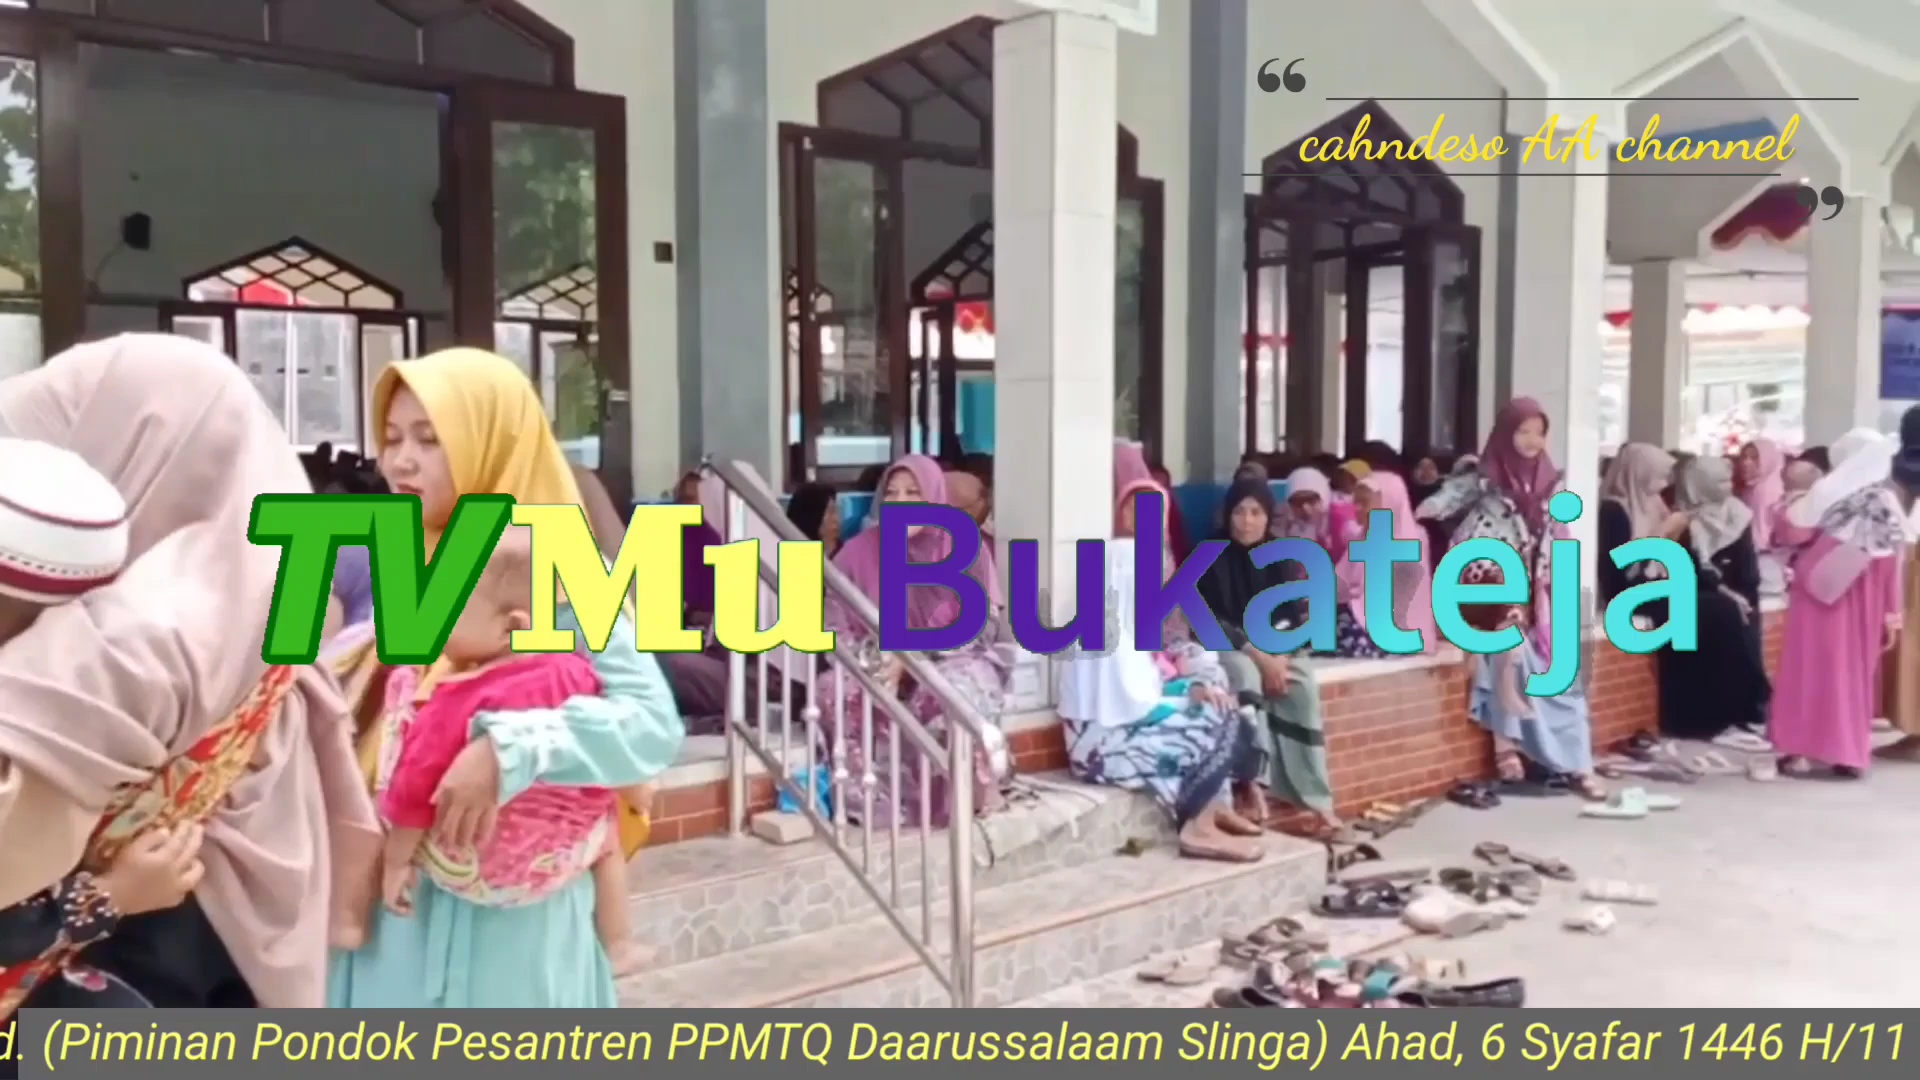 “
cahndeso AA channel
”
TVMu Bukateja
d. (Piminan Pondok Pesantren PPMTQ Daarussalaam Slinga) Ahad, 6 Syafar 1446 H/11